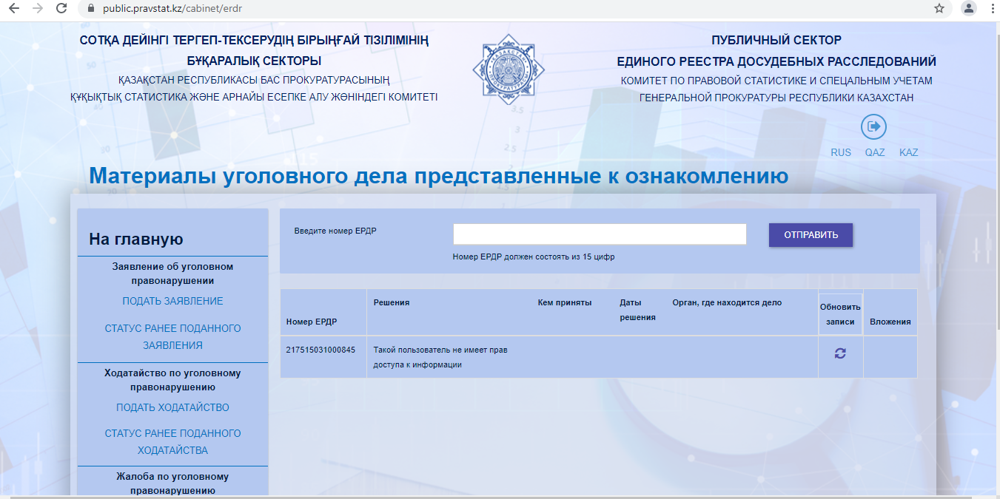 public.pravstat.kz/cabinet/erdr
СОТҚА ДЕЙІНГІ ТЕРГЕП-ТЕКСЕРУДІҢ БІРЫҢҒАЙ ТІЗІЛІМІНІҢ
БҰҚАРАЛЫҚ СЕКТОРЫ
ҚАЗАҚСТАН РЕСПУБЛИКАСЫ БАС ПРОКУРАТУРАСЫНЫҢ
ҚҰҚЫҚТЫҚ СТАТИСТИКА ЖӘНЕ АРНАЙЫ ЕСЕПКЕ АЛУ ЖӨНІНДЕГІ КОМИТЕТІ
ПУБЛИЧНЫЙ СЕКТОР
ЕДИНОГО РЕЕСТРА ДОСУДЕБНЫХ РАССЛЕДОВАНИЙ
КОМИТЕТ ПО ПРАВОВОЙ СТАТИСТИКЕ И СПЕЦАЛЬНЫМ УЧЕТАМ
ГЕНЕРАЛЬНОЙ ПРОКУРАТУРЫ РЕСПУБЛИКИ КАЗАХСТАН
RUS QAZ KAZ
Материалы уголовного дела представленные к ознакомлению
На главную
Заявление об уголовном
правонарушении
ПОДАТЬ ЗАЯВЛЕНИЕ
СТАТУС РАНЕЕ ПОДАННОГО
ЗАЯВЛЕНИЯ
Ходатайство по уголовному
правонарушению
ПОДАТЬ ХОДАТАЙСТВО
СТАТУС РАНЕЕ ПОДАННОГО
ХОДАТАЙСТВА
Жалоба по уголовному
правонарушению
Введите номер ЕРДР
ОТПРАВИТЬ
Номер ЕРДР должен состоять из 15 цифр
Номер ЕРДР
Решения
Кем приняты
Даты
решения
Орган, где находится дело
Обновить
записи
Вложения
217515031000845
Такой пользователь не имеет прав
доступа к информации